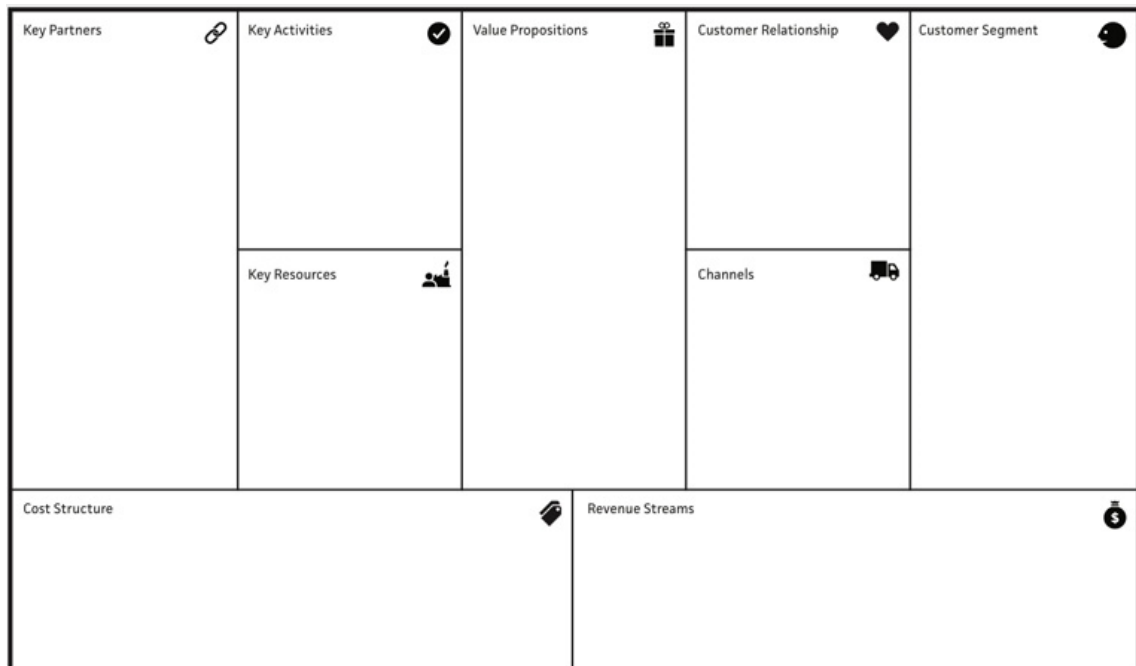 Key Partners
Key Activities
Value Propositions
Customer Relationship
Customer Segment
Key Resources
Channels
Cost Structure
Revenue Streams
$